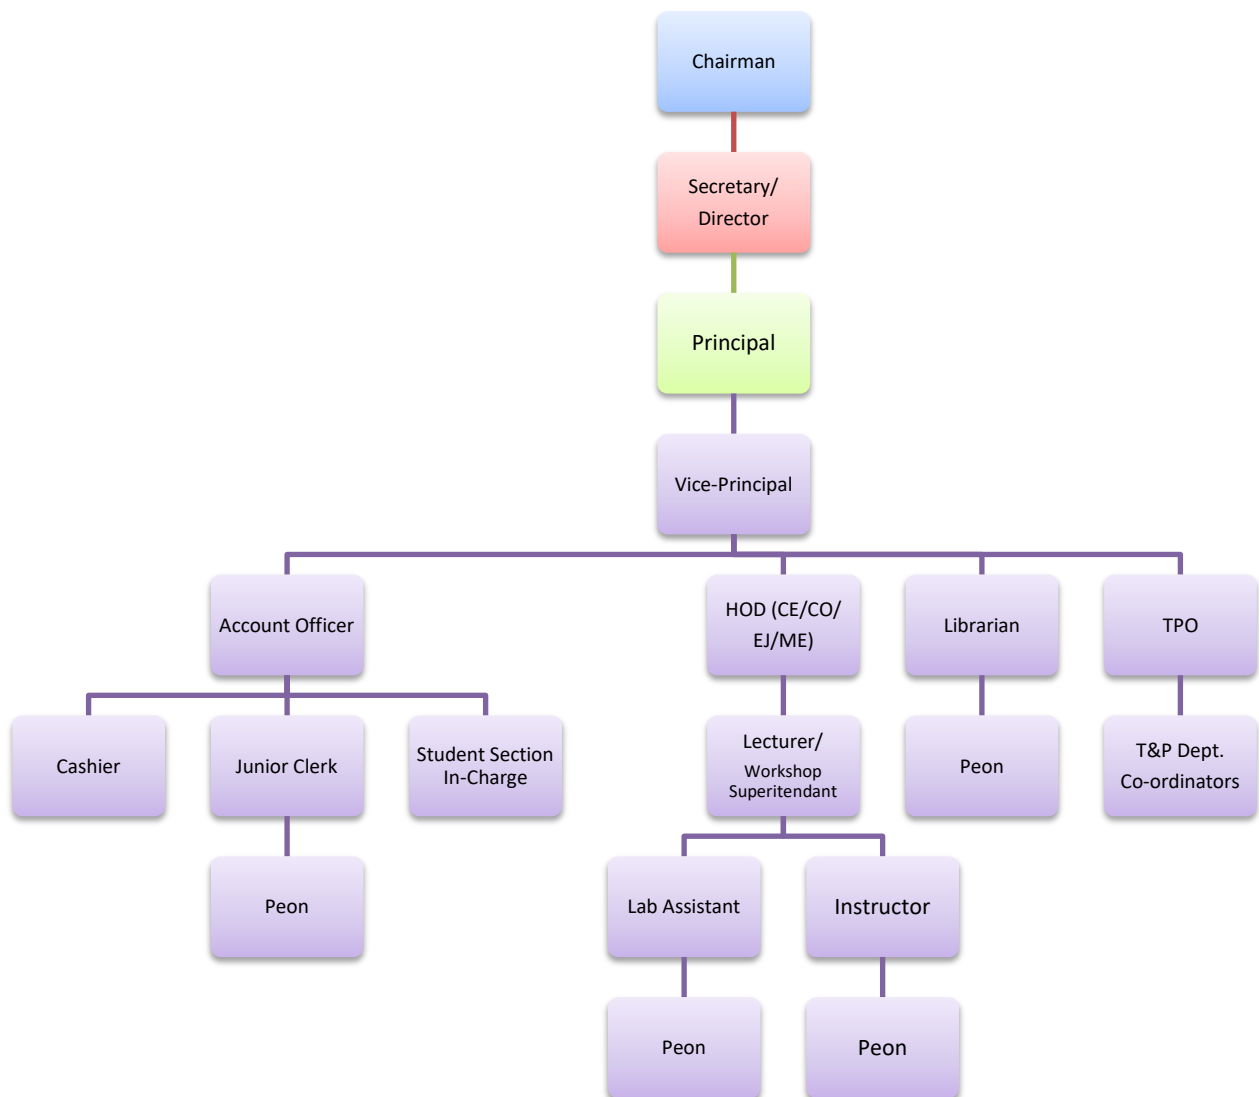 Chairman
Secretary/
Director
Principal
Vice-Principal
Account Officer
HOD (CE/CO/
EJ/ME)
Librarian
TPO
Cashier
Junior Clerk
Student Section
In-Charge
Lecturer/
Workshop
Superitendant
Peon
T&P Dept.
Co-ordinators
Peon
Lab Assistant
Instructor
Peon
Peon